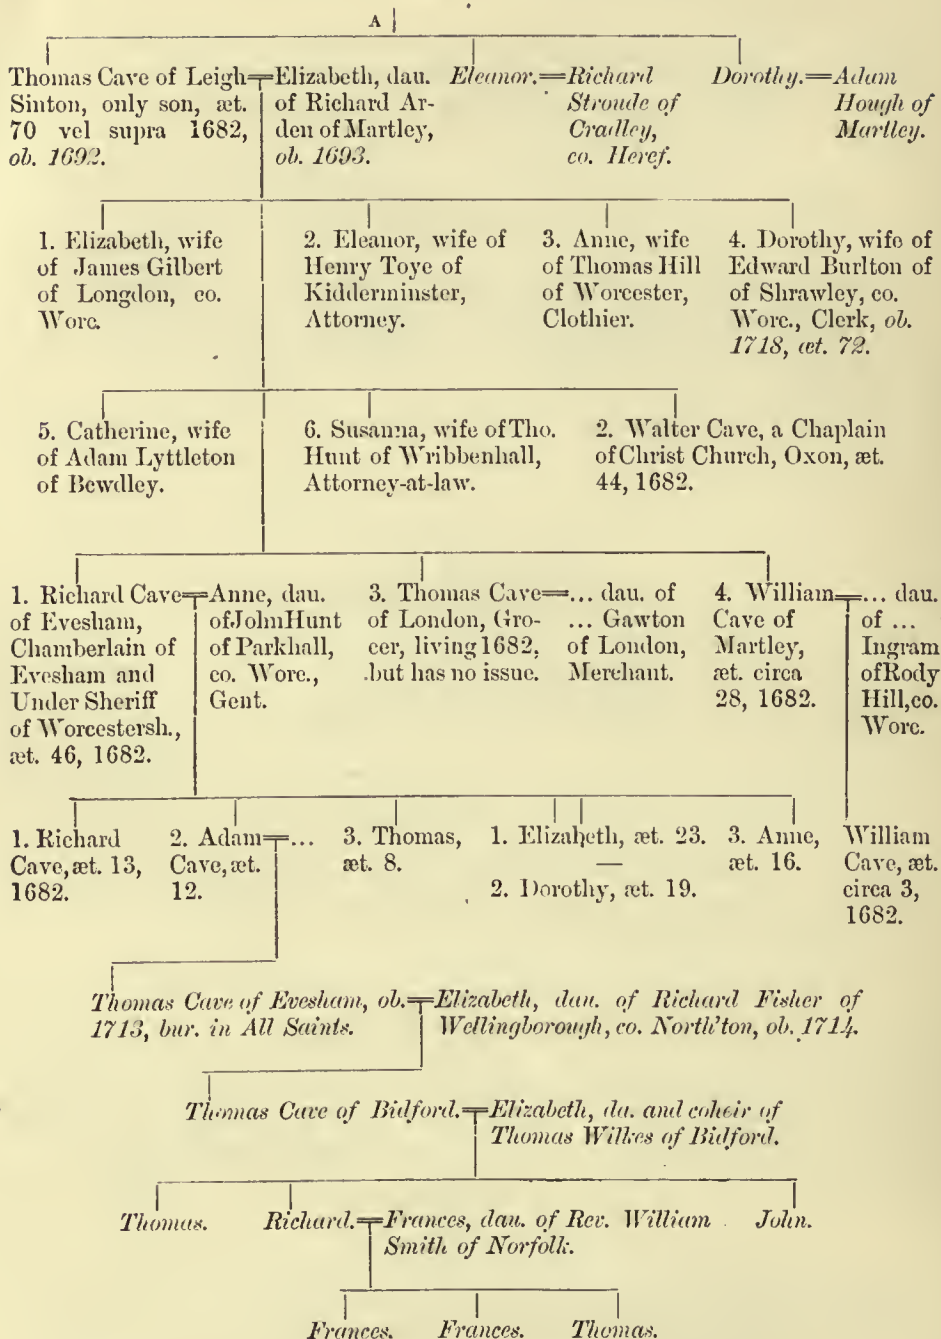 A
Thomas Cave of Leigh
Sinton, only son, æt.
70 vel supra 1682,
ob. 1692.
Elizabeth, dau.
of Richard Ar-
den of Martley,
ob. 1693.
Eleanor.=Richard
Stroude of
Cradley,
co. Heref.
Dorothy.=Adam
Hough of
Martley.
1. Elizabeth, wife
of James Gilbert
of Longdon, co.
Worc.
2. Eleanor, wife of
Henry Toye of
Kidderminster,
Attorney.
3. Anne, wife
of Thomas Hill
of Worcester,
Clothier.
4. Dorothy, wife of
Edward Burlton of
of Shrawley, co.
Worc., Clerk, ob.
1718, æt. 72.
5. Catherine, wife
of Adam Lyttleton
of Bewdley.
6. Susanna, wife of Tho.
Hunt of Wribbenhall,
Attorney-at-law.
2. Walter Cave, a Chaplain
of Christ Church, Oxon, æt.
44, 1682.
1. Richard Cave=
of Evesham,
Chamberlain of
Evesham and
Under Sheriff
of Worcestersh.,
æt. 46, 1682.
Anne, dau.
of John Hunt
of Parkhall,
co. Worc.,
Gent.
3. Thomas Cave=
of London, Gro-
cer, living 1682,
but has no issue.
... dau. of
... Gawton
of London,
Merchant.
4. William=
Cave of
Martley,
æt. circa
28, 1682.
... dau.
of ...
Ingram
of Rody
Hill, co.
Worc.
1. Richard
Cave, æt. 13,
1682.
2. Adam=...
Cave, æt.
12.
3. Thomas,
æt. 8.
1. Elizabeth, æt. 23.
—
2. Dorothy, æt. 19.
3. Anne,
æt. 16.
William
Cave, æt.
circa 3,
1682.
Thomas Cave of Evesham, ob.=
1713, bur. in All Saints.
Elizabeth, dau. of Richard Fisher of
Wellingborough, co. North'ton, ob. 1714.
Thomas Cave of Bidford.=
Elizabeth, da. and coheir of
Thomas Wilkes of Bidford.
Thomas.
Richard.=Frances, dau. of Rev. William
Smith of Norfolk.
John.
Frances.
Frances.
Thomas.